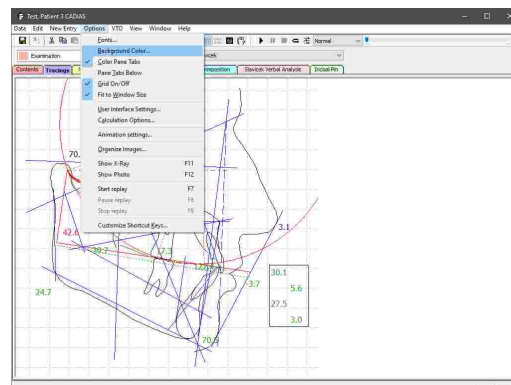 Test, Patient 3 CADIAS
Data Edit New Entry Options VTO View Window Help
Normal
Examination
Contents Tracings
Slavicek Verbal Analysis Incisal Pin
Fonts...
Background Color...
Color Pane Tabs
Pane Tabs Below
Grid On/Off
Fit to Window Size
User Interface Settings...
Calculation Options...
Animation settings...
Organize Images...
Show X-Ray F11
Show Photo F12
Start replay F7
Pause replay F8
Stop replay
Customize Shortcut Keys...
70.
42.6
3.1
30.1
5.6
27.5
3.0
-3.7
24.7